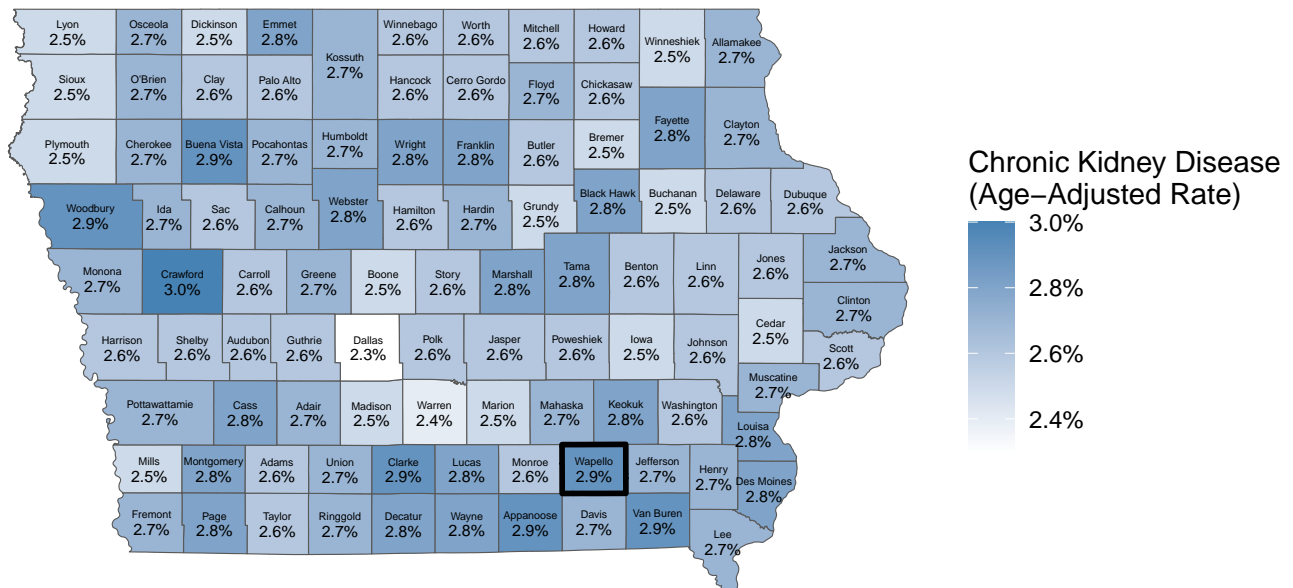 Lyon
2.5%
Osceola
2.7%
Dickinson
2.5%
Emmet
2.8%
Kossuth
2.7%
Winnebago
2.6%
Worth
2.6%
Mitchell
2.6%
Howard
2.6%
Winneshiek
2.5%
Allamakee
2.7%
Sioux
2.5%
O'Brien
2.7%
Clay
2.6%
Palo Alto
2.6%
Hancock
2.6%
Cerro Gordo
2.6%
Floyd
2.7%
Chickasaw
2.6%
Fayette
2.8%
Clayton
2.7%
Plymouth
2.5%
Cherokee
2.7%
Buena Vista
2.9%
Pocahontas
2.7%
Humboldt
2.7%
Wright
2.8%
Franklin
2.8%
Butler
2.6%
Bremer
2.5%
Woodbury
2.9%
Ida
2.7%
Sac
2.6%
Calhoun
2.7%
Webster
2.8%
Hamilton
2.6%
Hardin
2.7%
Grundy
2.5%
Black Hawk
2.8%
Buchanan
2.5%
Delaware
2.6%
Dubuque
2.6%
Monona
2.7%
Crawford
3.0%
Carroll
2.6%
Greene
2.7%
Boone
2.5%
Story
2.6%
Marshall
2.8%
Tama
2.8%
Benton
2.6%
Linn
2.6%
Jones
2.6%
Jackson
2.7%
Clinton
2.7%
Harrison
2.6%
Shelby
2.6%
Audubon
2.6%
Guthrie
2.6%
Dallas
2.3%
Polk
2.6%
Jasper
2.6%
Poweshiek
2.6%
Iowa
2.5%
Johnson
2.6%
Cedar
2.5%
Scott
2.6%
Muscatine
2.7%
Pottawattamie
2.7%
Cass
2.8%
Adair
2.7%
Madison
2.5%
Warren
2.4%
Marion
2.5%
Mahaska
2.7%
Keokuk
2.8%
Washington
2.6%
Louisa
2.8%
Mills
2.5%
Montgomery
2.8%
Adams
2.6%
Union
2.7%
Clarke
2.9%
Lucas
2.8%
Monroe
2.6%
Wapello
2.9%
Jefferson
2.7%
Henry
2.7%
Des Moines
2.8%
Fremont
2.7%
Page
2.8%
Taylor
2.6%
Ringgold
2.7%
Decatur
2.8%
Wayne
2.8%
Appanoose
2.9%
Davis
2.7%
Van Buren
2.9%
Lee
2.7%
Chronic Kidney Disease
(Age−Adjusted Rate)
3.0%
2.8%
2.6%
2.4%